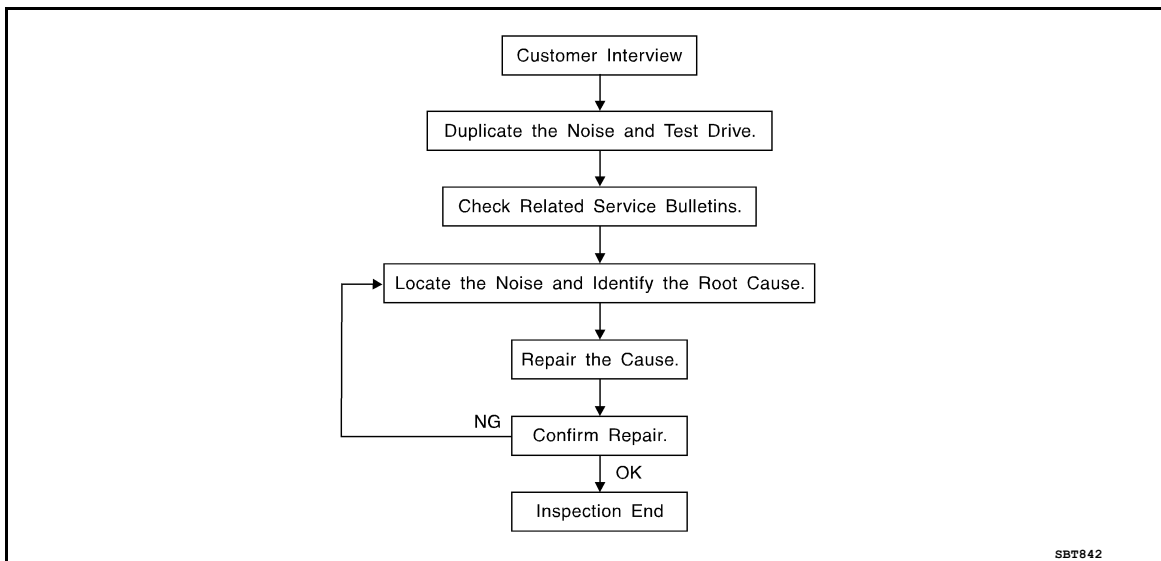 Customer Interview
Duplicate the Noise and Test Drive.
Check Related Service Bulletins.
Locate the Noise and Identify the Root Cause.
Repair the Cause.
NG
Confirm Repair.
OK
Inspection End
SBT842